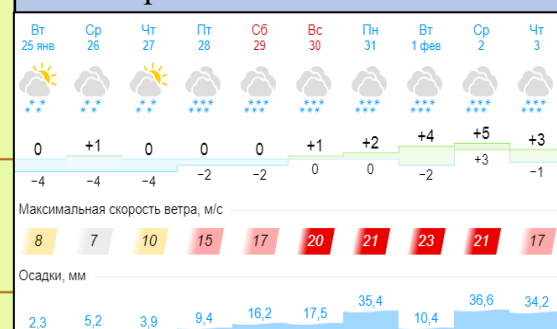 Вт Ср Чт Пт Сб Вс Пн Вт Ср Чт
25 янв 26 27 28 29 30 31 1 фев 2 3
0 +1 0 0 0 +1 +2 +4 +5 +3
−4 −4 −4 −2 −2 0 0 −2 +3 −1
Максимальная скорость ветра, м/с
8 7 10 15 17 20 21 23 21 17
Осадки, мм
2,3 5,2 3,9 9,4 16,2 17,5 35,4 10,4 36,6 34,2